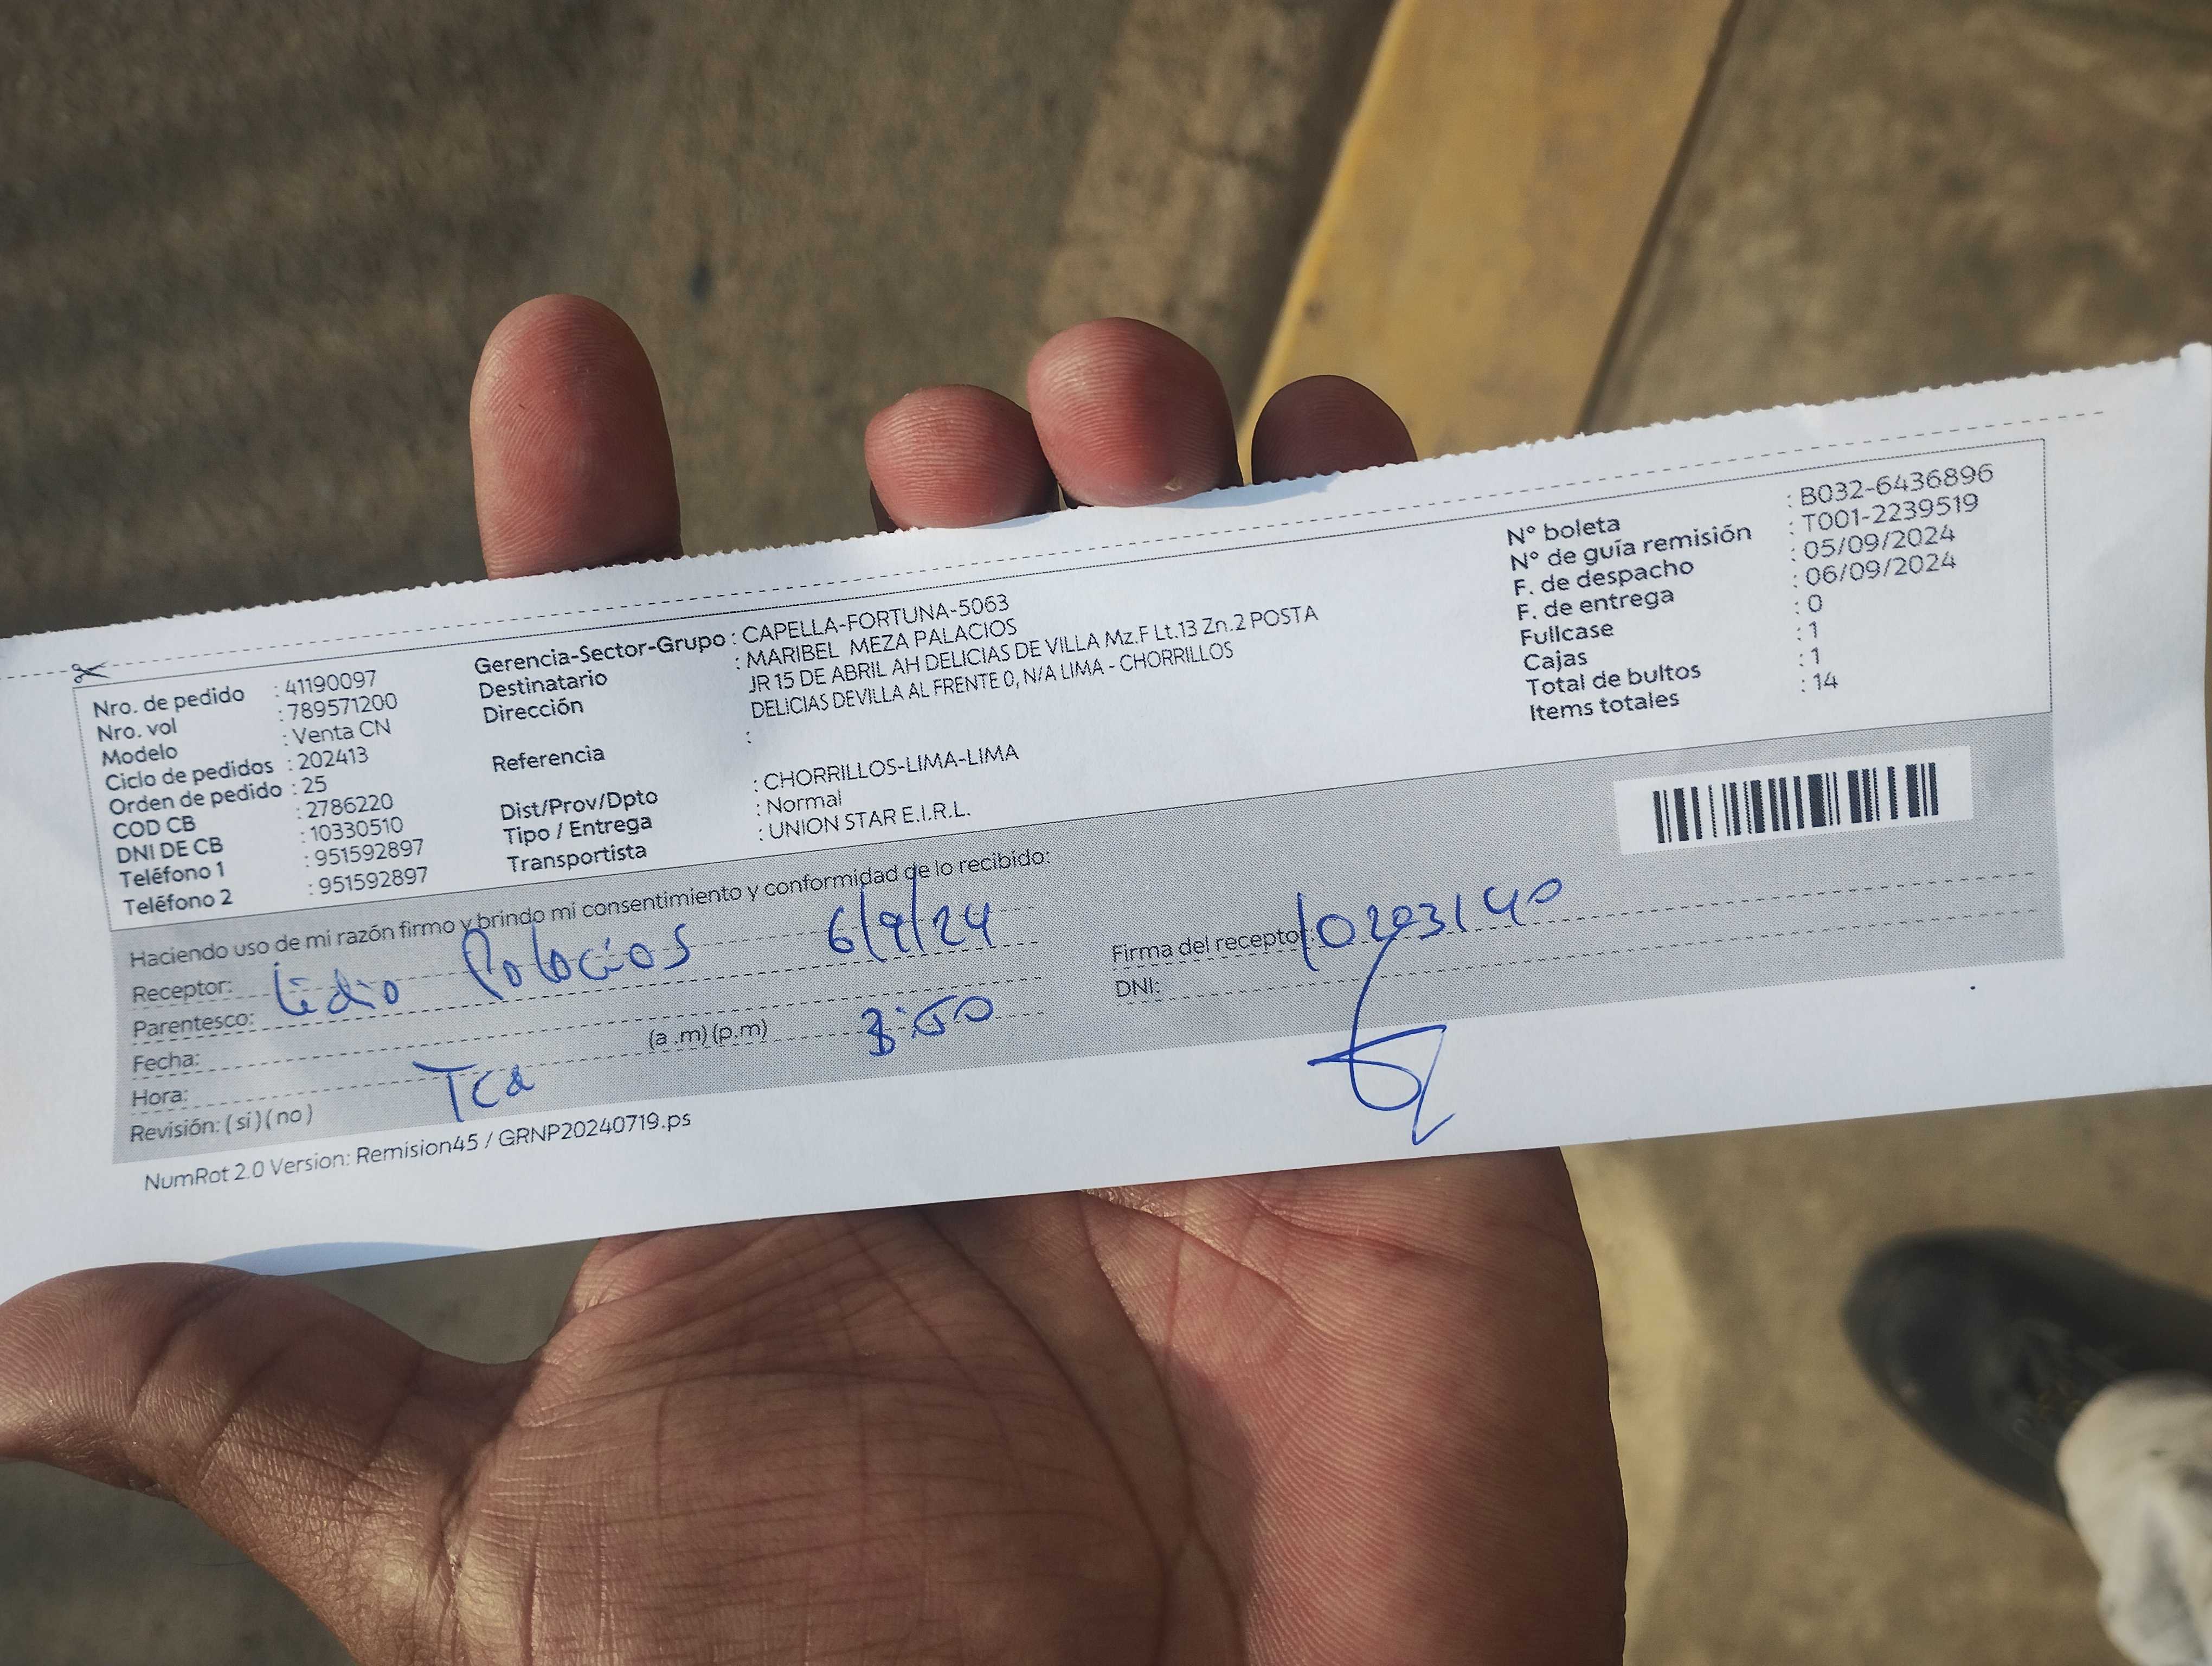 Nro. de pedido : 41190097
Nro. vol : 789571200
Modelo : Venta CN
Ciclo de pedidos : 202413
Orden de pedido : 25
COD CB : 2786220
DNI DE CB : 10330510
Teléfono 1 : 951592897
Teléfono 2 : 951592897
Gerencia-Sector-Grupo : CAPELLA-FORTUNA-5063
Destinatario : MARIBEL MEZA PALACIOS
Dirección JR 15 DE ABRIL AH DELICIAS DE VILLA Mz.F Lt.13 Zn.2 POSTA
DELICIAS DEVILLA AL FRENTE 0, N/A LIMA - CHORRILLOS
Referencia :
Dist/Prov/Dpto : CHORRILLOS-LIMA-LIMA
Tipo / Entrega : Normal
Transportista : UNION STAR E.I.R.L.
N° boleta : B032-6436896
N° de guía remisión : T001-2239519
F. de despacho : 05/09/2024
F. de entrega : 06/09/2024
Fullcase : 0
Cajas : 1
Total de bultos : 1
Items totales : 14
Haciendo uso de mi razón firmo y brindo mi consentimiento y conformidad de lo recibido:
Receptor: Palacios 6/9/24
Parentesco:
Fecha:
Hora: (a .m) (p.m) 3:50
Revisión: ( si ) ( no )
Firma del receptor: 10203140
DNI:
NumRot 2.0 Version: Remision45 / GRNP20240719.ps